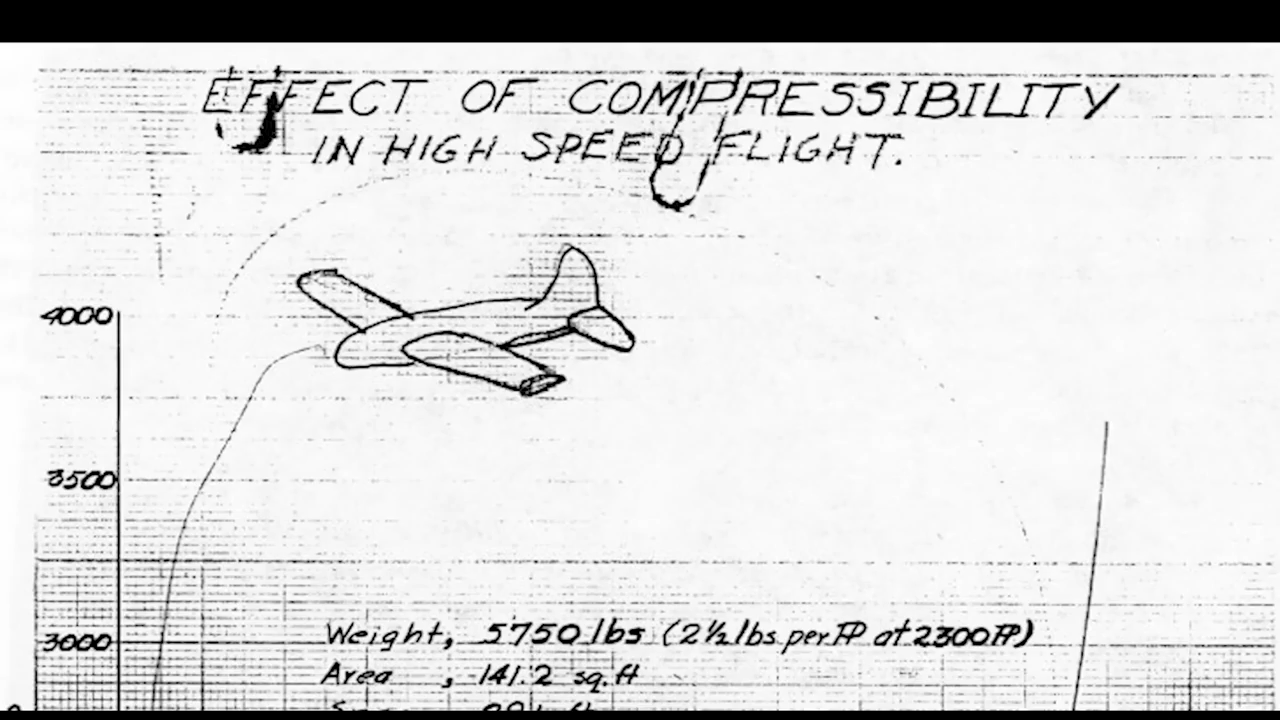 EFFECT OF COMPRESSIBILITY
IN HIGH SPEED FLIGHT.
4000
3500
3000
Weight, 5750 lbs (2½ lbs per HP at 2300 HP)
Area , 141.2 sq. ft